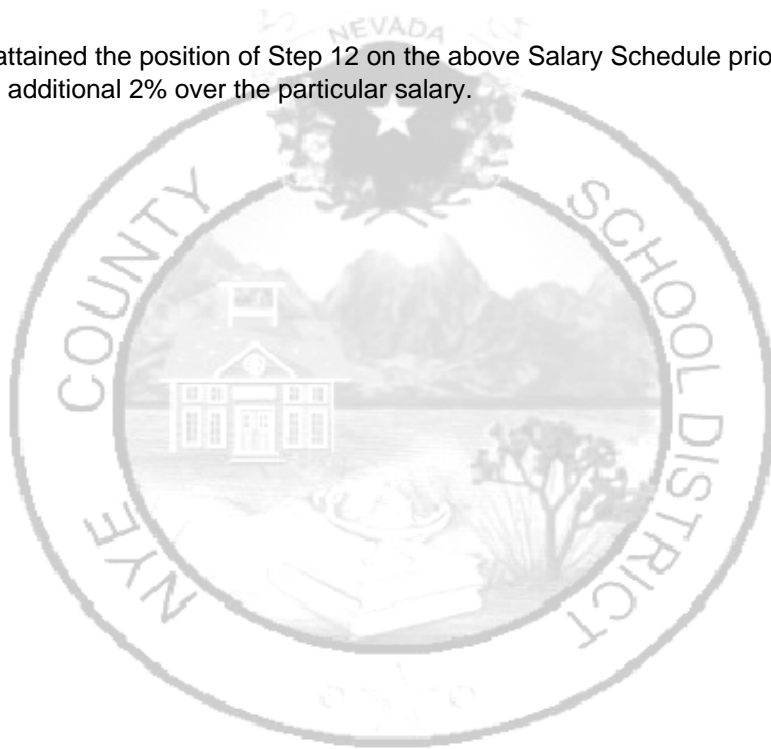 NEVADA
attained the position of Step 12 on the above Salary Schedule prio
additional 2% over the particular salary.
NYE COUNTY SCHOOL DISTRICT